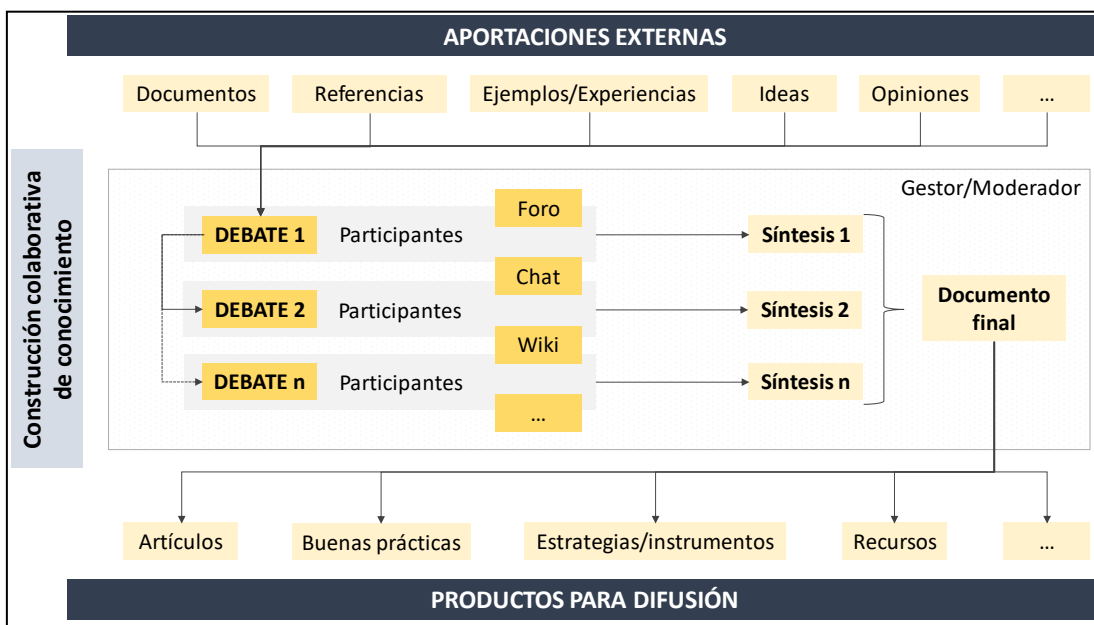 APORTACIONES EXTERNAS
Documentos
Referencias
Ejemplos/Experiencias
Ideas
Opiniones
...
Construcción colaborativa
de conocimiento
Gestor/Moderador
Foro
DEBATE 1
Participantes
Síntesis 1
Chat
DEBATE 2
Participantes
Síntesis 2
Documento
final
Wiki
DEBATE n
Participantes
Síntesis n
...
Artículos
Buenas prácticas
Estrategias/instrumentos
Recursos
...
PRODUCTOS PARA DIFUSIÓN